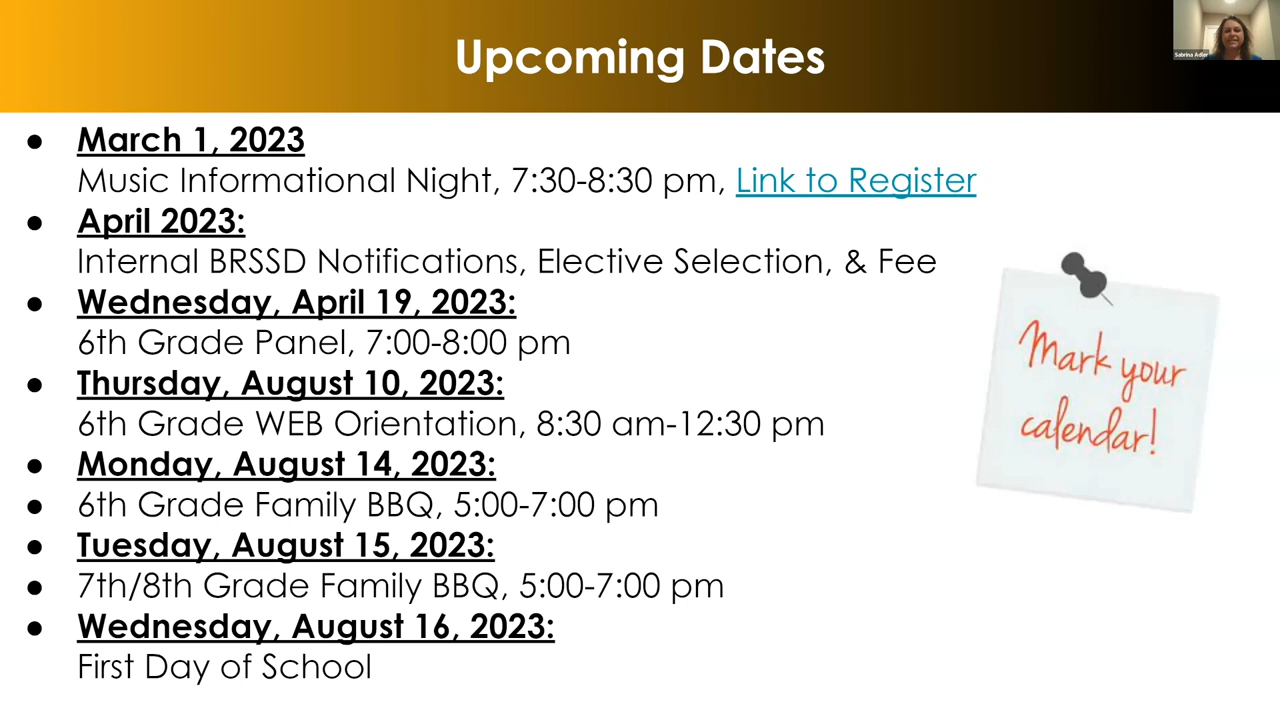 Upcoming Dates
Sabrina Adler
● March 1, 2023
Music Informational Night, 7:30-8:30 pm, Link to Register
● April 2023:
Internal BRSSD Notifications, Elective Selection, & Fee
● Wednesday, April 19, 2023:
6th Grade Panel, 7:00-8:00 pm
● Thursday, August 10, 2023:
6th Grade WEB Orientation, 8:30 am-12:30 pm
● Monday, August 14, 2023:
● 6th Grade Family BBQ, 5:00-7:00 pm
● Tuesday, August 15, 2023:
● 7th/8th Grade Family BBQ, 5:00-7:00 pm
● Wednesday, August 16, 2023:
First Day of School
Mark your
calendar!